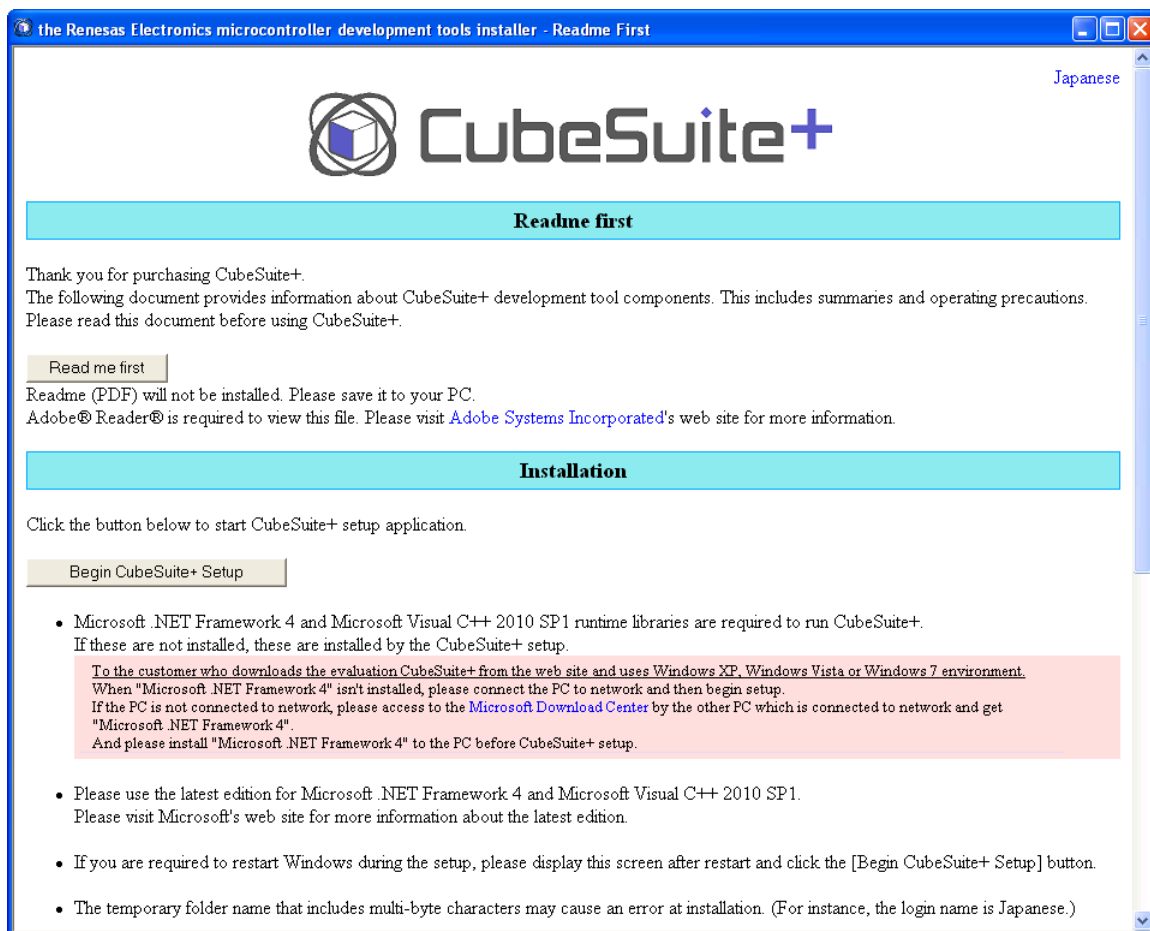 the Renesas Electronics microcontroller development tools installer - Readme First
Japanese
CubeSuite+
Readme first
Thank you for purchasing CubeSuite+.
The following document provides information about CubeSuite+ development tool components. This includes summaries and operating precautions.
Please read this document before using CubeSuite+.
Read me first
Readme (PDF) will not be installed. Please save it to your PC.
Adobe® Reader® is required to view this file. Please visit Adobe Systems Incorporated's web site for more information.
Installation
Click the button below to start CubeSuite+ setup application.
Begin CubeSuite+ Setup
• Microsoft .NET Framework 4 and Microsoft Visual C++ 2010 SP1 runtime libraries are required to run CubeSuite+.
If these are not installed, these are installed by the CubeSuite+ setup.
To the customer who downloads the evaluation CubeSuite+ from the web site and uses Windows XP, Windows Vista or Windows 7 environment.
When "Microsoft .NET Framework 4" isn't installed, please connect the PC to network and then begin setup.
If the PC is not connected to network, please access to the Microsoft Download Center by the other PC which is connected to network and get
"Microsoft .NET Framework 4".
And please install "Microsoft .NET Framework 4" to the PC before CubeSuite+ setup.
• Please use the latest edition for Microsoft .NET Framework 4 and Microsoft Visual C++ 2010 SP1.
Please visit Microsoft's web site for more information about the latest edition.
• If you are required to restart Windows during the setup, please display this screen after restart and click the [Begin CubeSuite+ Setup] button.
• The temporary folder name that includes multi-byte characters may cause an error at installation. (For instance, the login name is Japanese.)